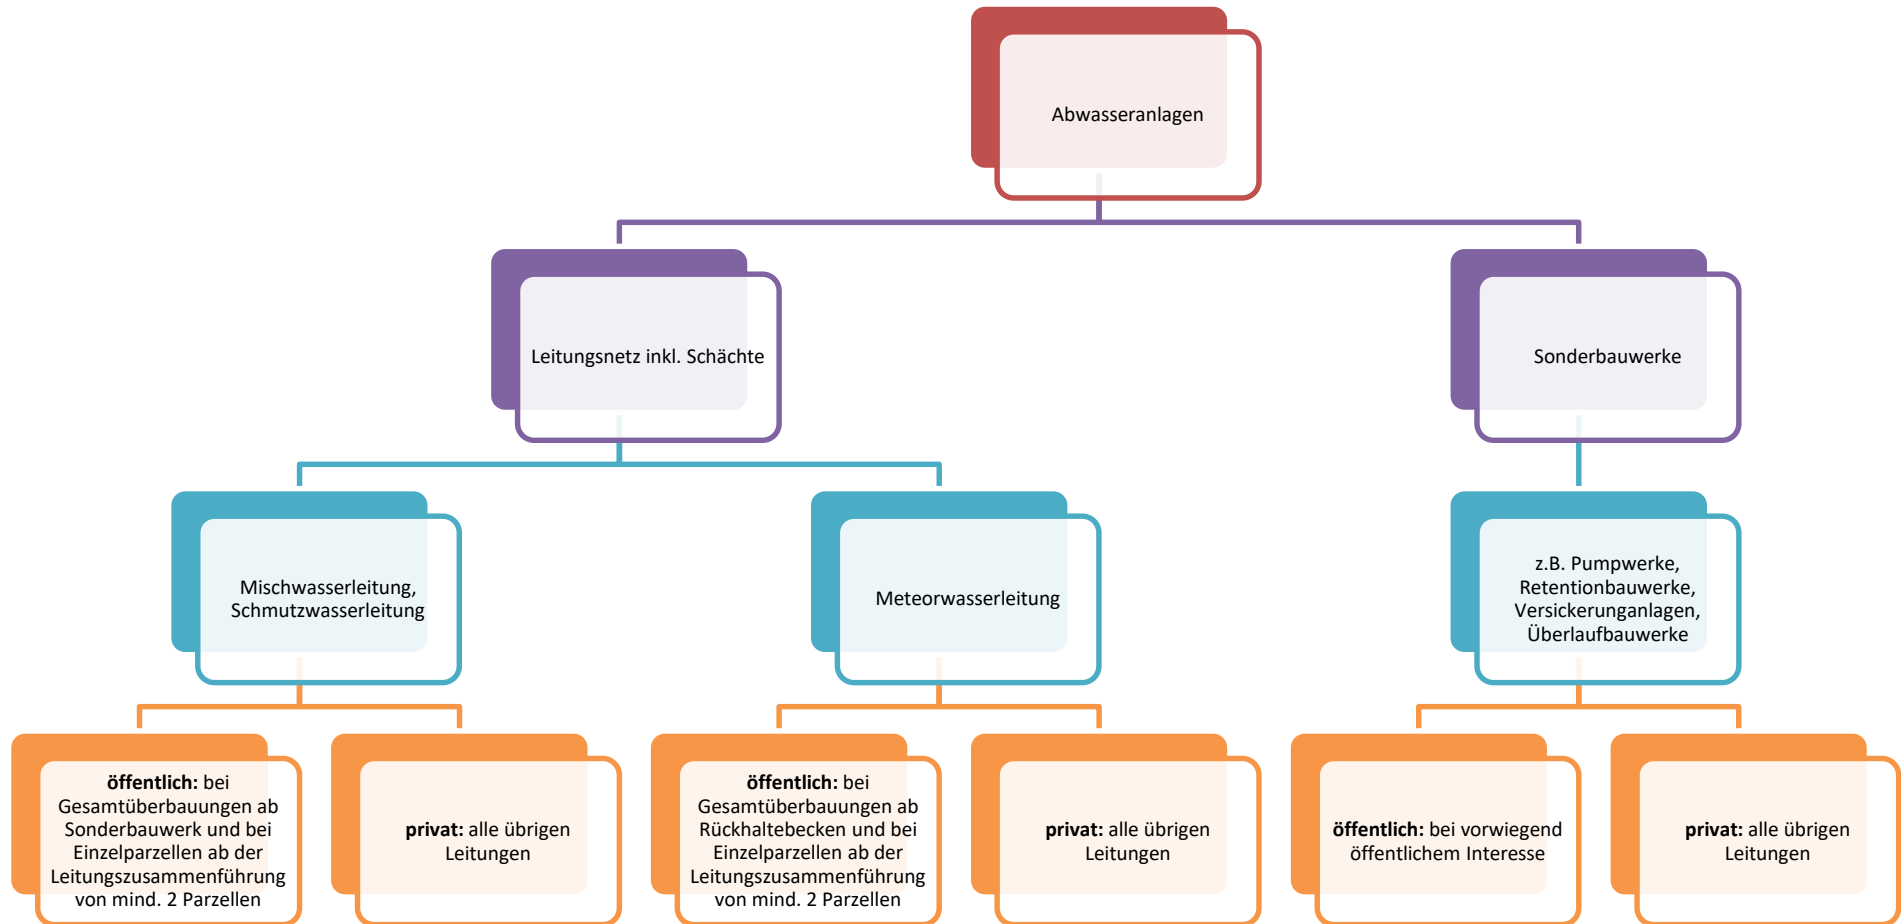 Abwasseranlagen
Leitungsnetz inkl. Schächte
Sonderbauwerke
Mischwasserleitung,
Schmutzwasserleitung
Meteorwasserleitung
z.B. Pumpwerke,
Retentionbauwerke,
Versickerunganlagen,
Überlaufbauwerke
öffentlich: bei
Gesamtüberbauungen ab
Sonderbauwerk und bei
Einzelparzellen ab der
Leitungszusammenführung
von mind. 2 Parzellen
privat: alle übrigen
Leitungen
öffentlich: bei
Gesamtüberbauungen ab
Rückhaltebecken und bei
Einzelparzellen ab der
Leitungszusammenführung
von mind. 2 Parzellen
privat: alle übrigen
Leitungen
öffentlich: bei vorwiegend
öffentlichem Interesse
privat: alle übrigen
Leitungen